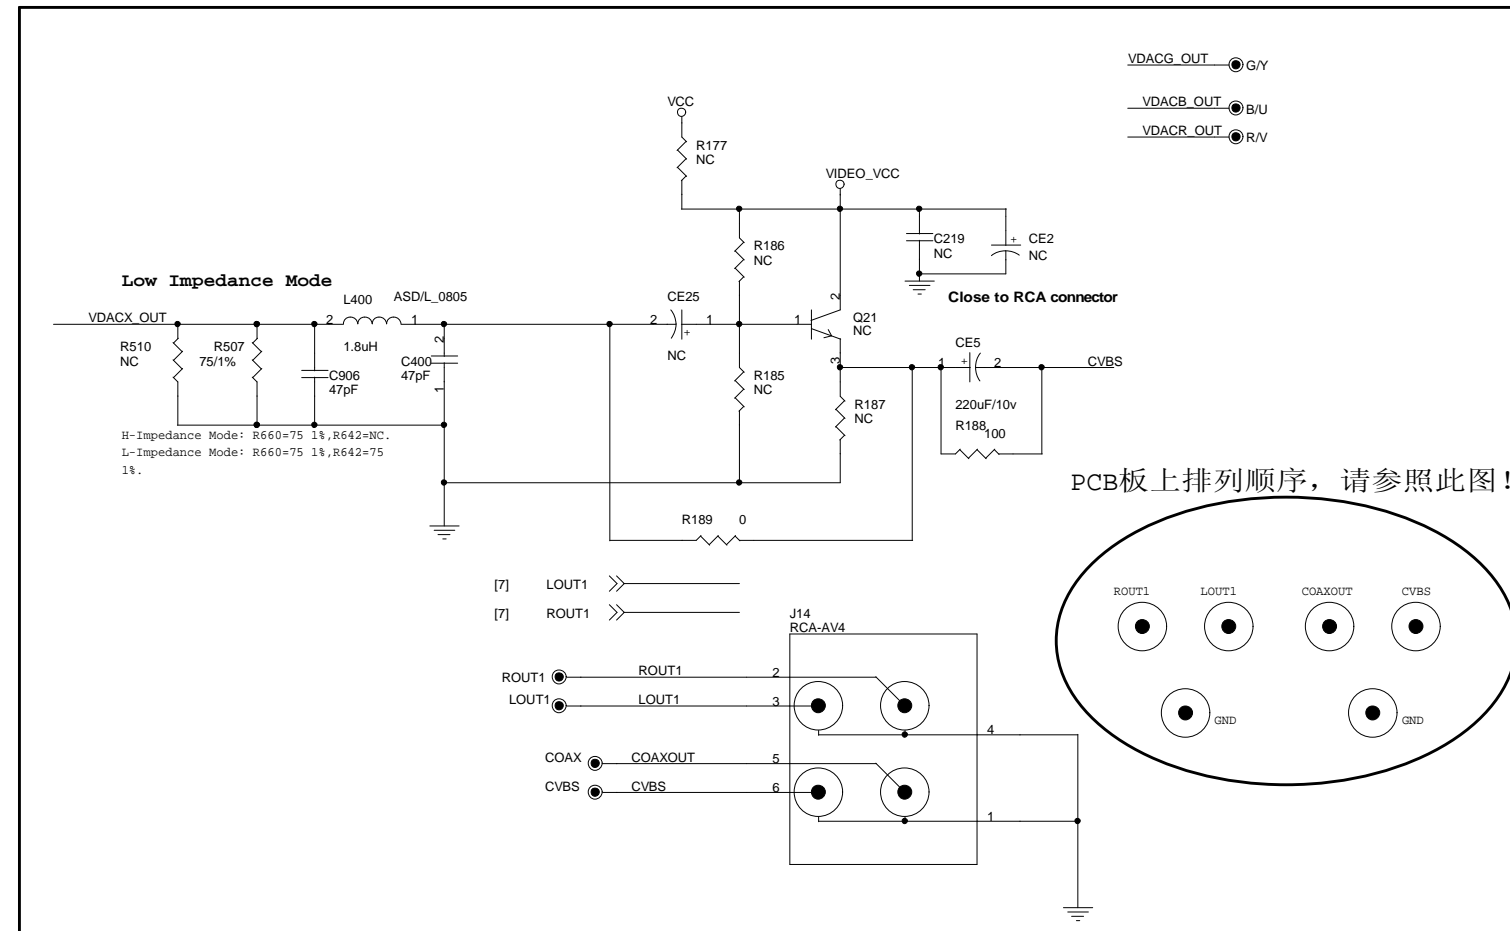 VDACG_OUT
G/Y
VDACB_OUT
B/U
VDACR_OUT
R/V
VCC
R177
NC
VIDEO_VCC
R186
NC
C219
NC
+
CE2
NC
Close to RCA connector
Low Impedance Mode
L400
ASD/L_0805
VDACX_OUT
2
1
1.8uH
R510
NC
R507
75/1%
C906
47pF
2
C400
47pF
1
CE25
2
1
+
NC
1
2
Q21
NC
3
R185
NC
R187
NC
CE5
1
+
2
CVBS
220uF/10v
R188
100
H-Impedance Mode: R660=75 1%,R642=NC.
L-Impedance Mode: R660=75 1%,R642=75
1%.
R189
0
[7]
LOUT1
[7]
ROUT1
J14
RCA-AV4
ROUT1
ROUT1
2
LOUT1
LOUT1
3
4
COAX
COAXOUT
5
CVBS
CVBS
6
1
PCB板上排列顺序，请参照此图!
ROUT1
LOUT1
COAXOUT
CVBS
GND
GND